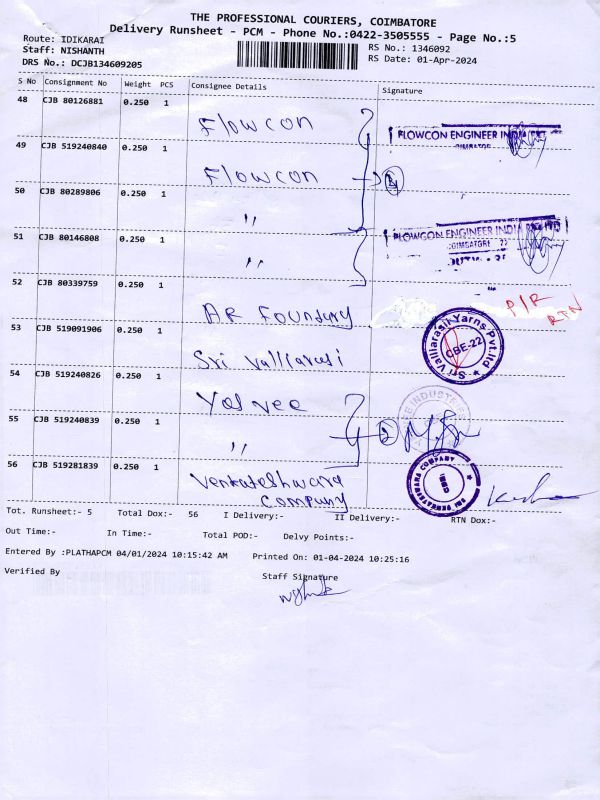 THE PROFESSIONAL COURIERS, COIMBATORE
Delivery Runsheet - PCM - Phone No.:0422-3505555 - Page No.:5
Route: IDIKARAI
Staff: NISHANTH
DRS No.: DCJB134609205
RS No.: 1346092
RS Date: 01-Apr-2024
S No Consignment No Weight PCS Consignee Details Signature
48 CJB 80126881 0.250 1 Flowcon
FLOWCON ENGINEER INDIA
49 CJB 519240840 0.250 1 Flowcon
50 CJB 80289806 0.250 1 "
FLOWCON ENGINEER INDIA
51 CJB 80146808 0.250 1 "
52 CJB 80339759 0.250 1 AR Foundary
P/R
RTN
53 CJB 519091906 0.250 1 Sri Valliarasi
Sri Valliarasi Yarns Pvt.ltd
CBE-22
54 CJB 519240826 0.250 1
55 CJB 519240839 0.250 1 " 2
56 CJB 519281839 0.250 1 Venkateshwara
Company
Tot. Runsheet:- 5 Total Dox:- 56 I Delivery:- II Delivery:- RTN Dox:-
Out Time:- In Time:- Total POD:- Delvy Points:-
Entered By :PLATHAPCM 04/01/2024 10:15:42 AM Printed On: 01-04-2024 10:25:16
Verified By
Staff Signature